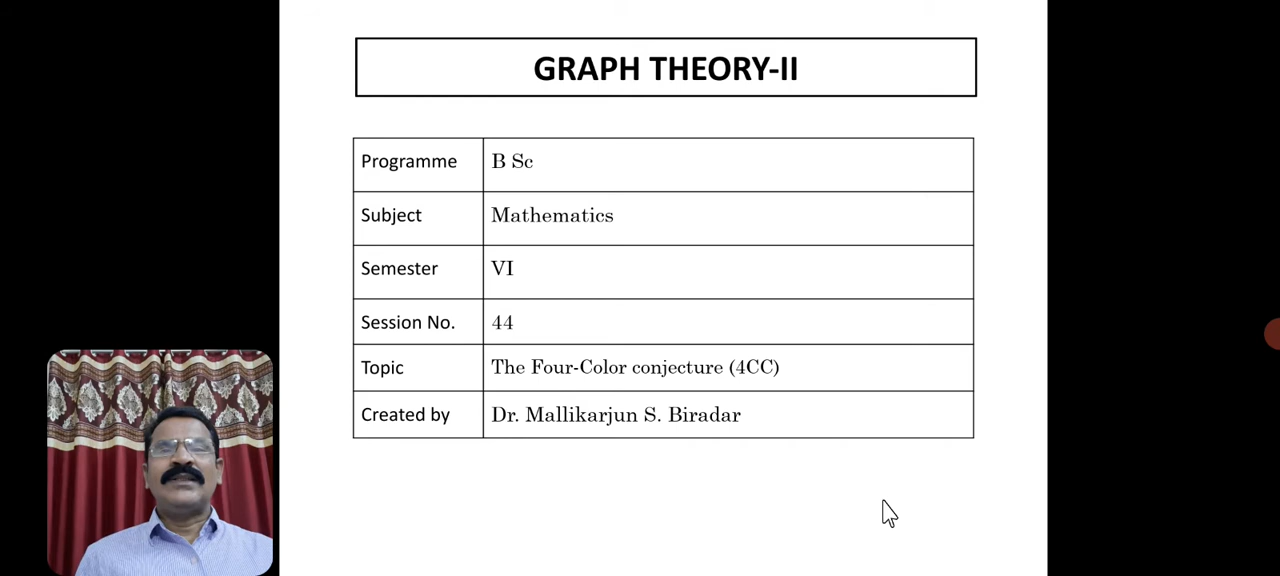 GRAPH THEORY-II
Programme B Sc
Subject Mathematics
Semester VI
Session No. 44
Topic The Four-Color conjecture (4CC)
Created by Dr. Mallikarjun S. Biradar